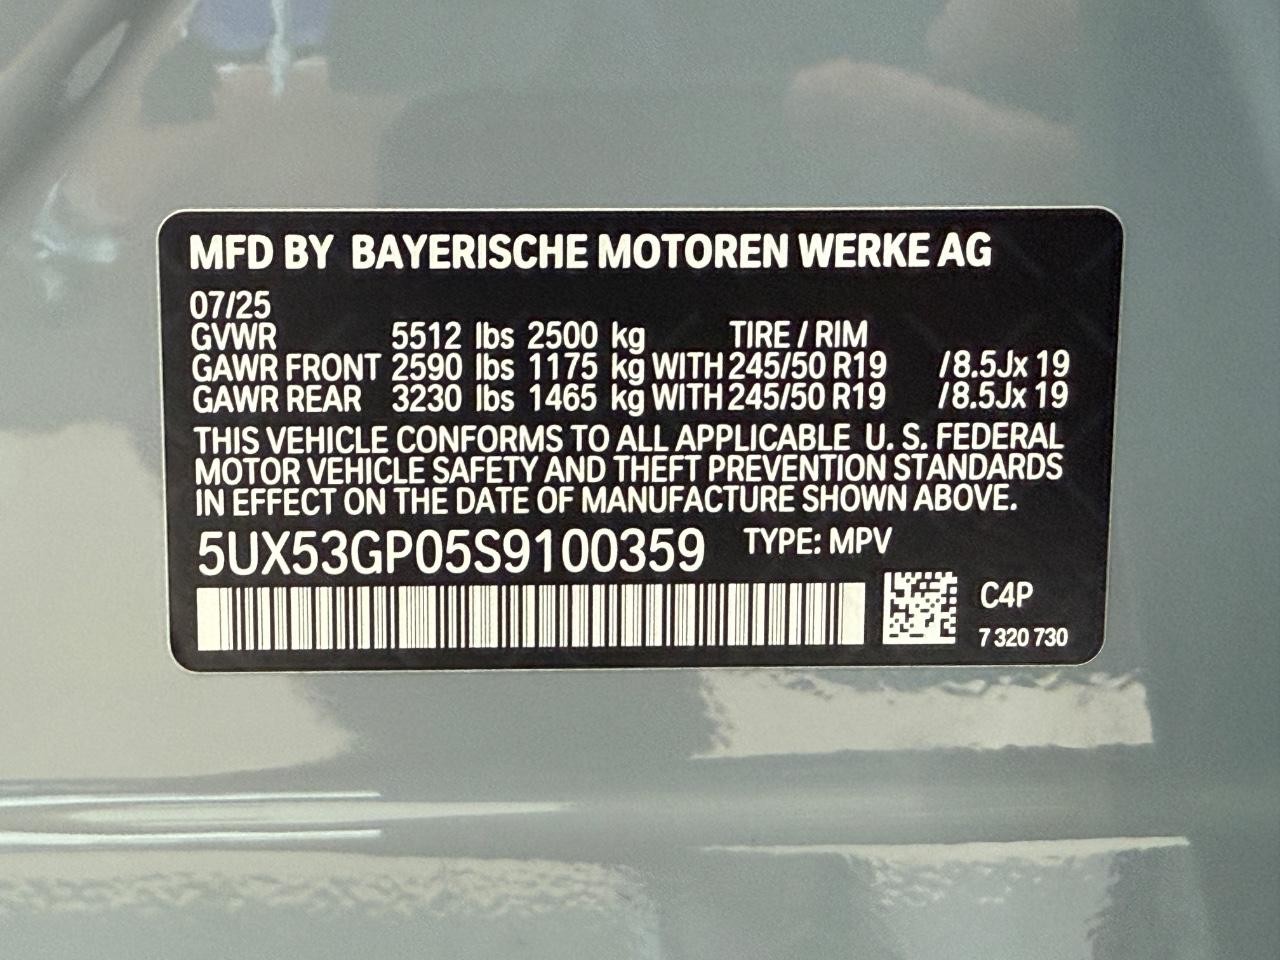 MFD BY BAYERISCHE MOTOREN WERKE AG
07/25
GVWR 5512 lbs 2500 kg TIRE / RIM
GAWR FRONT 2590 lbs 1175 kg WITH 245/50 R19 /8.5Jx 19
GAWR REAR 3230 lbs 1465 kg WITH 245/50 R19 /8.5Jx 19
THIS VEHICLE CONFORMS TO ALL APPLICABLE U. S. FEDERAL
MOTOR VEHICLE SAFETY AND THEFT PREVENTION STANDARDS
IN EFFECT ON THE DATE OF MANUFACTURE SHOWN ABOVE.
5UX53GP05S9100359 TYPE: MPV
C4P
7 320 730